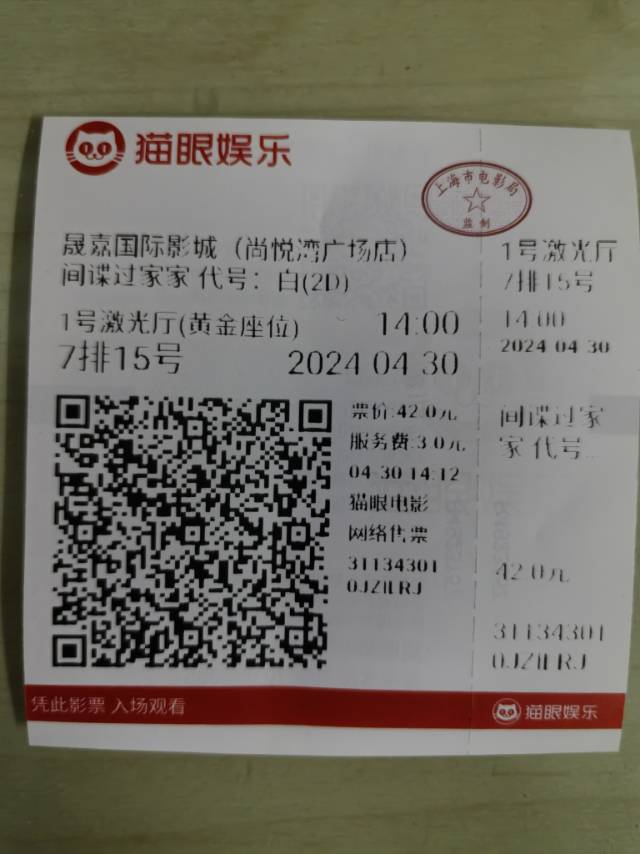 猫眼娱乐
上海市电影局
监制
晟嘉国际影城（尚悦湾广场店）
间谍过家家 代号：白(2D)
1号激光厅(黄金座位) 14:00
7排15号 2024 04 30
票价:42.0元
服务费:3.0元
04-30 14:12
猫眼电影
网络售票
31134301
0JZILRJ
1号激光厅
7排15号
14:00
2024 04 30
间谍过家
家 代号...
42.0元
31134301
0JZILRJ
凭此影票 入场观看
猫眼娱乐